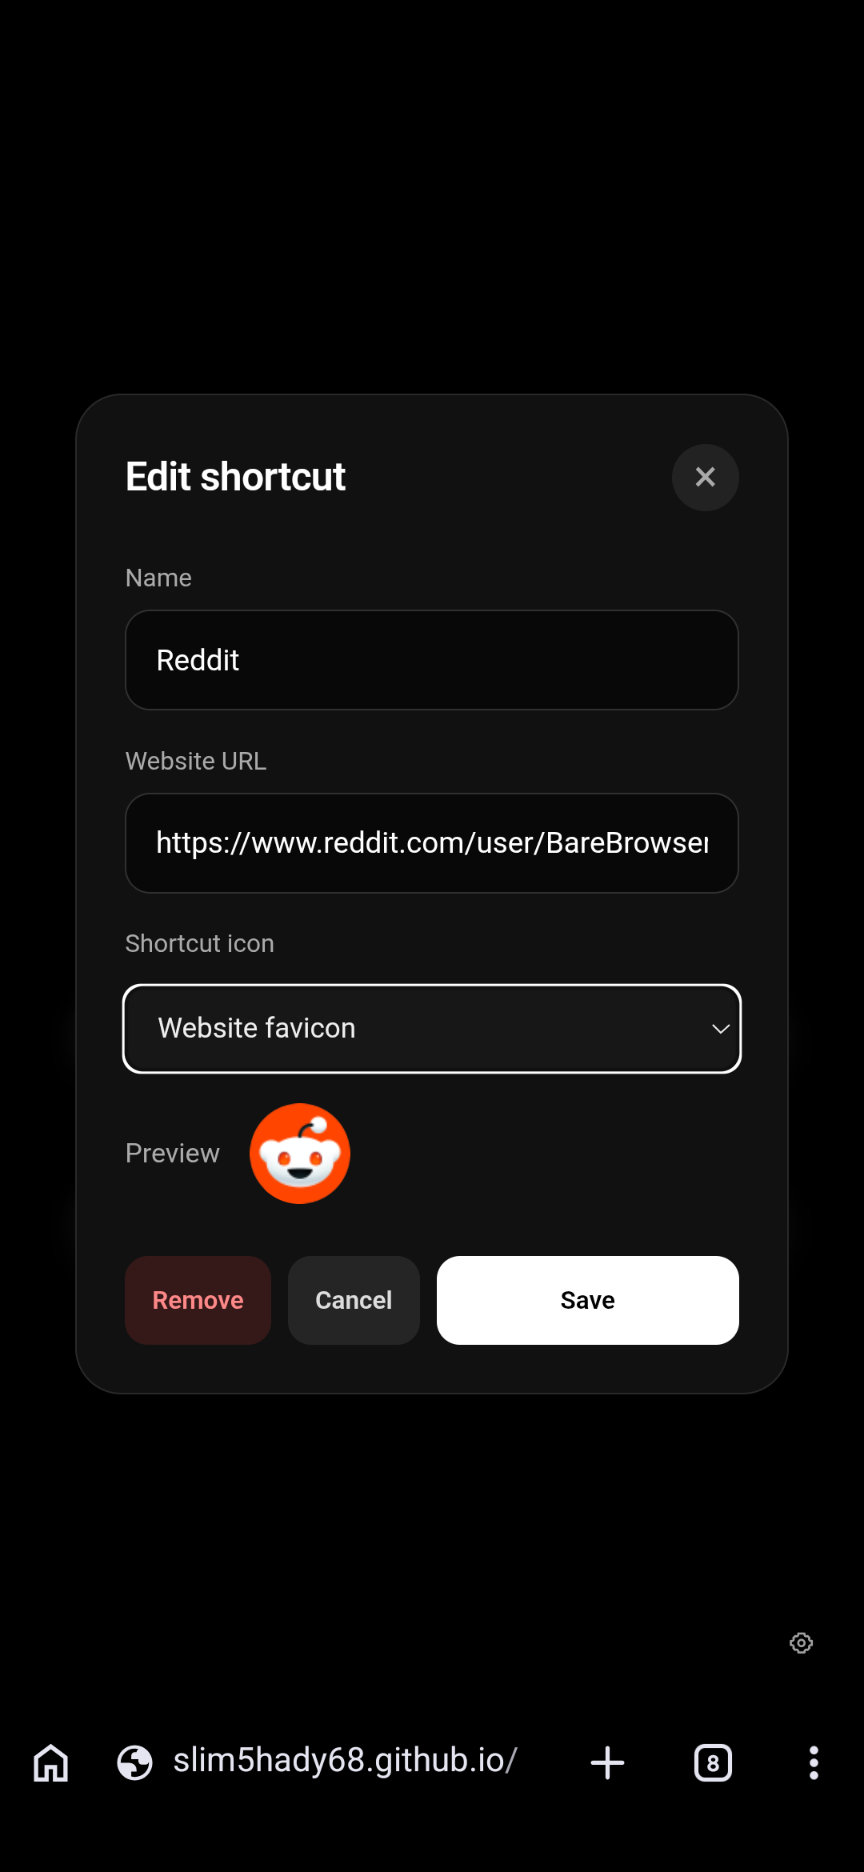 Edit shortcut
Name
Reddit
Website URL
https://www.reddit.com/user/BareBrowser
Shortcut icon
Website favicon
Preview
Remove
Cancel
Save
slim5hady68.github.io/
8